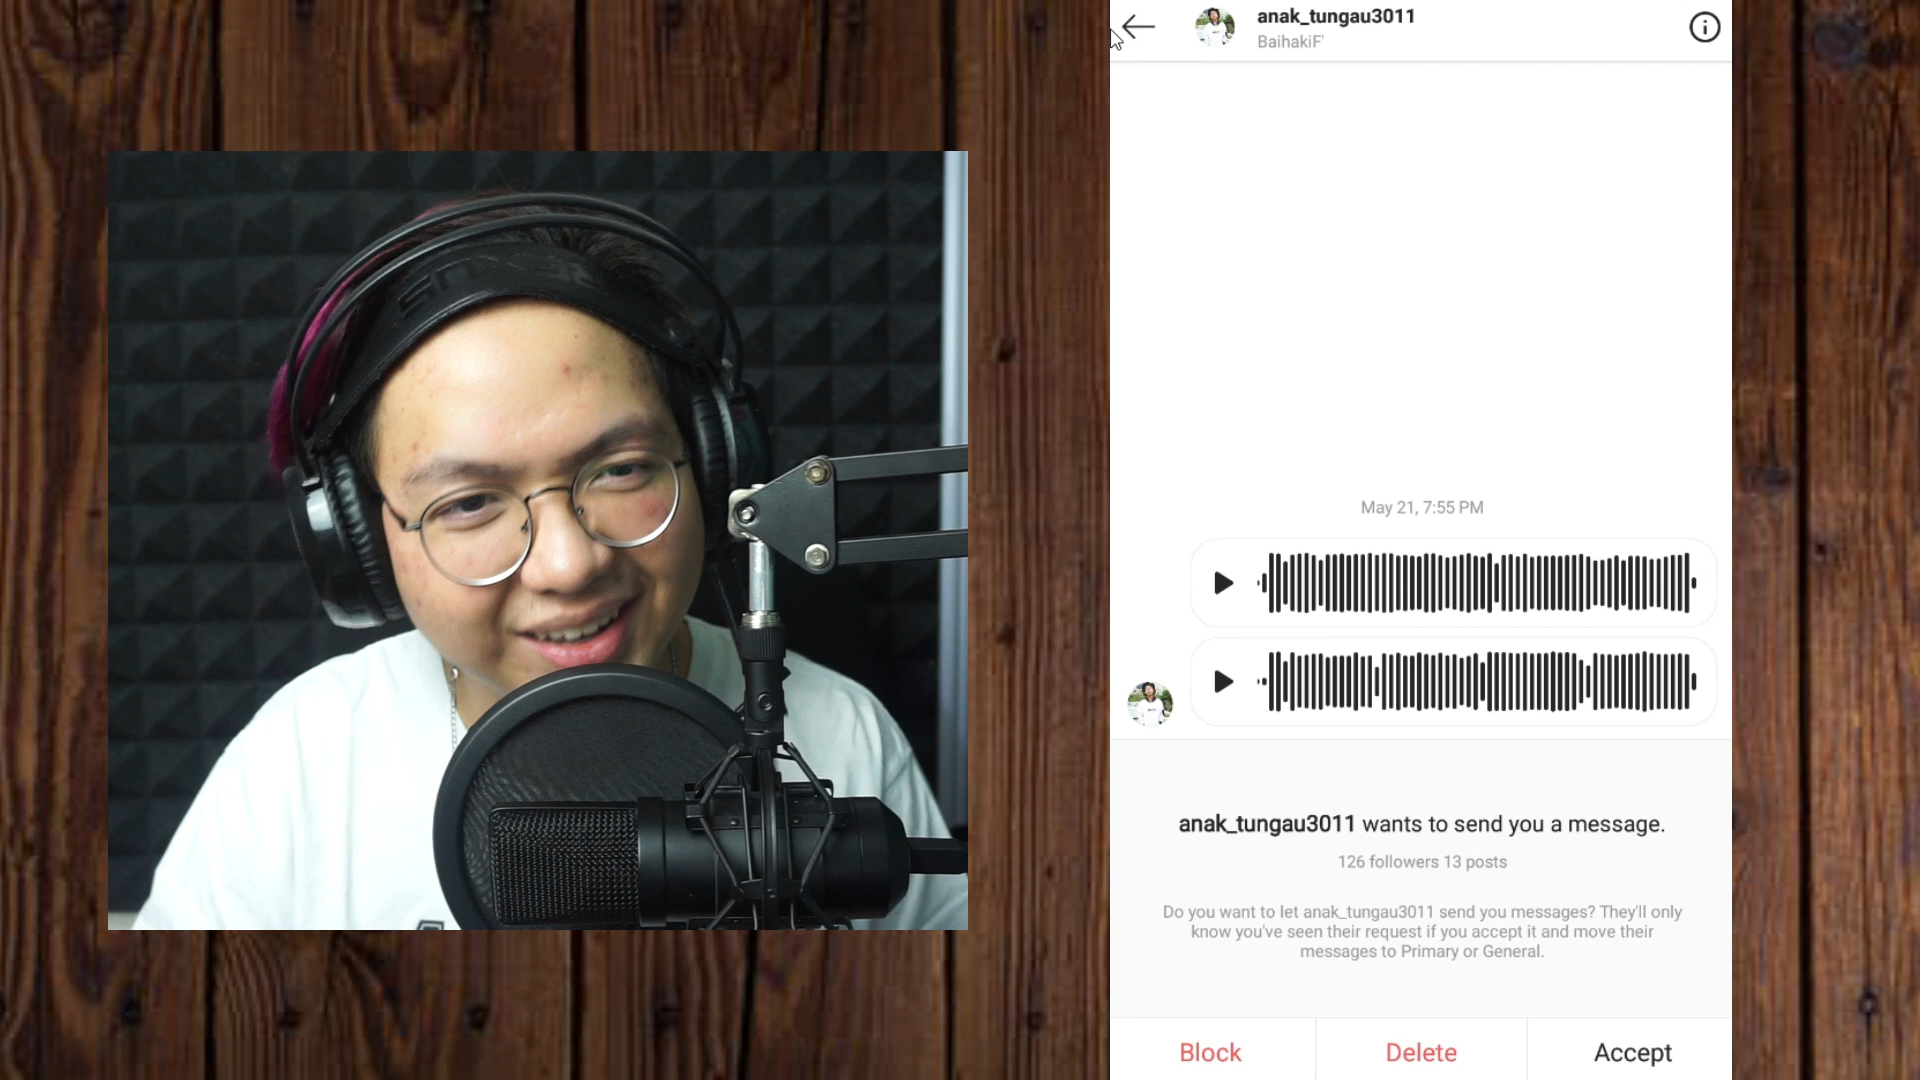 anak_tungau3011
BaihakiF'
May 21, 7:55 PM
anak_tungau3011 wants to send you a message.
126 followers 13 posts
Do you want to let anak_tungau3011 send you messages? They'll only
know you've seen their request if you accept it and move their
messages to Primary or General.
Block
Delete
Accept